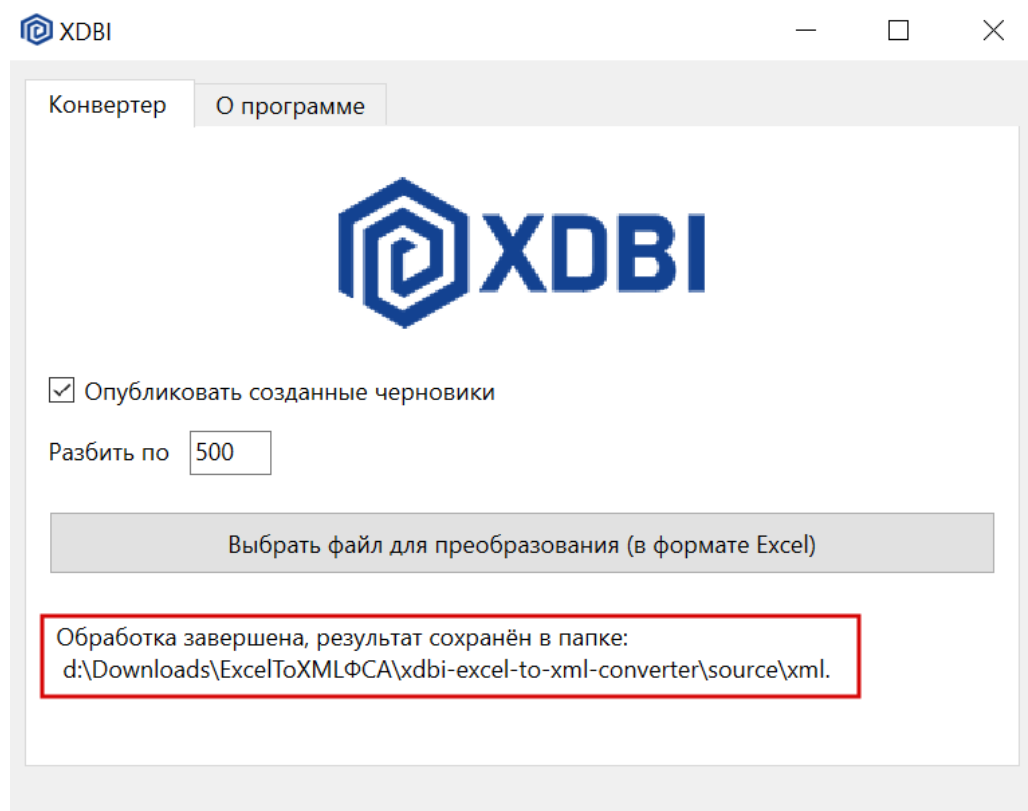 XDBI
Конвертер
О программе
XDBI
Опубликовать созданные черновики
Разбить по 500
Выбрать файл для преобразования (в формате Excel)
Обработка завершена, результат сохранён в папке:
d:\Downloads\ExcelToXMLФСА\xdbi-excel-to-xml-converter\source\xml.